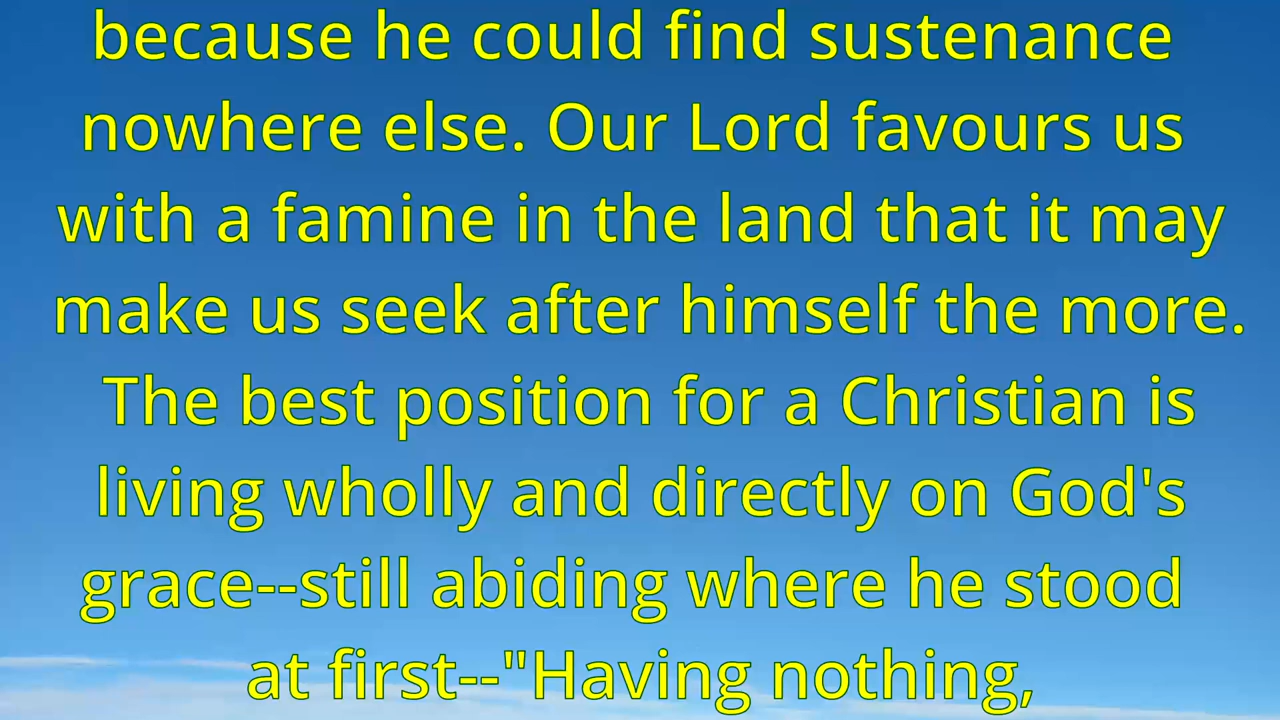 because he could find sustenance
nowhere else. Our Lord favours us
with a famine in the land that it may
make us seek after himself the more.
The best position for a Christian is
living wholly and directly on God's
grace--still abiding where he stood
at first--"Having nothing,